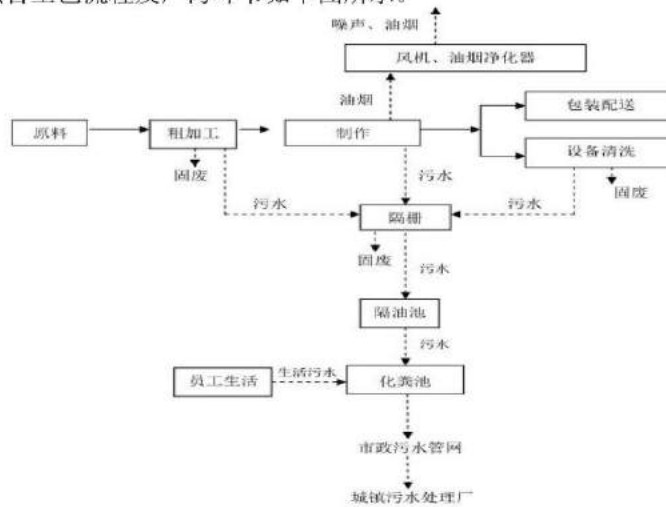 噪声、油烟
风机、油烟净化器
油烟
包装配送
原料
粗加工
制作
设备清洗
固废
污水
固废
污水
污水
隔栅
固废
污水
隔油池
污水
员工生活
生活污水
化粪池
市政污水管网
城镇污水处理厂